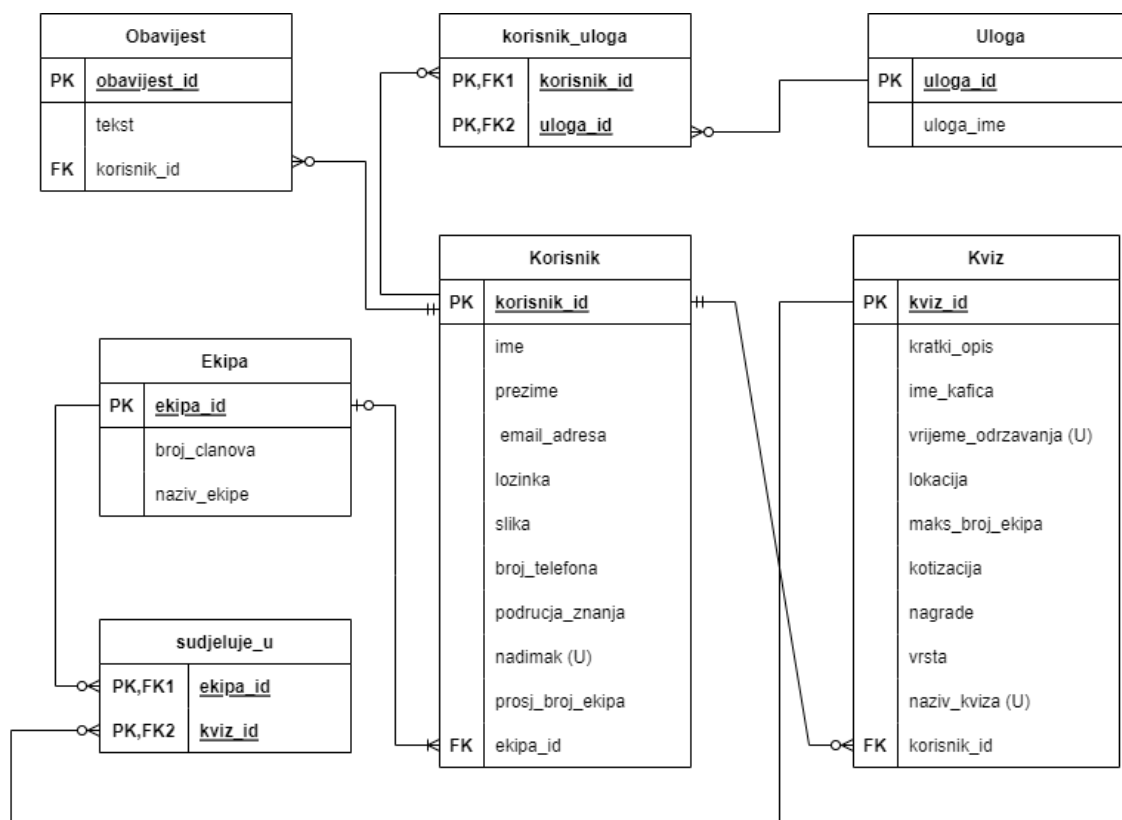 Obavijest
PK obavijest_id
tekst
FK korisnik_id
korisnik_uloga
PK,FK1 korisnik_id
PK,FK2 uloga_id
Uloga
PK uloga_id
uloga_ime
Korisnik
PK korisnik_id
ime
prezime
email_adresa
lozinka
slika
broj_telefona
podrucja_znanja
nadimak (U)
prosj_broj_ekipa
FK ekipa_id
Kviz
PK kviz_id
kratki_opis
ime_kafica
vrijeme_odrzavanja (U)
lokacija
maks_broj_ekipa
kotizacija
nagrade
vrsta
naziv_kviza (U)
FK korisnik_id
Ekipa
PK ekipa_id
broj_clanova
naziv_ekipe
sudjeluje_u
PK,FK1 ekipa_id
PK,FK2 kviz_id